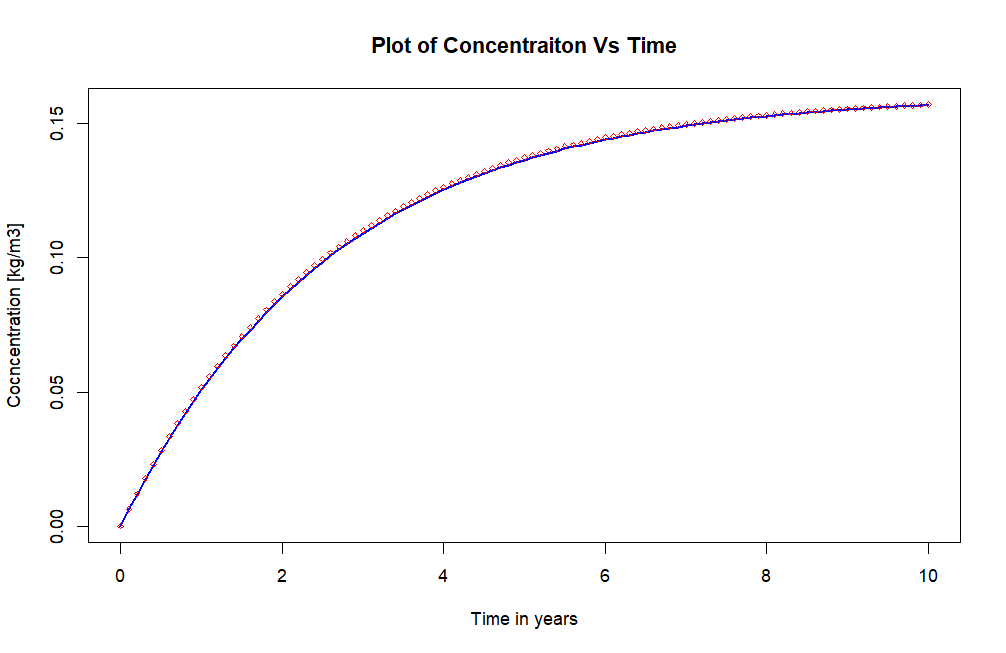 Plot of Concentraiton Vs Time
Cocncentration [kg/m3]
0.15
0.10
0.05
0.00
0 2 4 6 8 10
Time in years